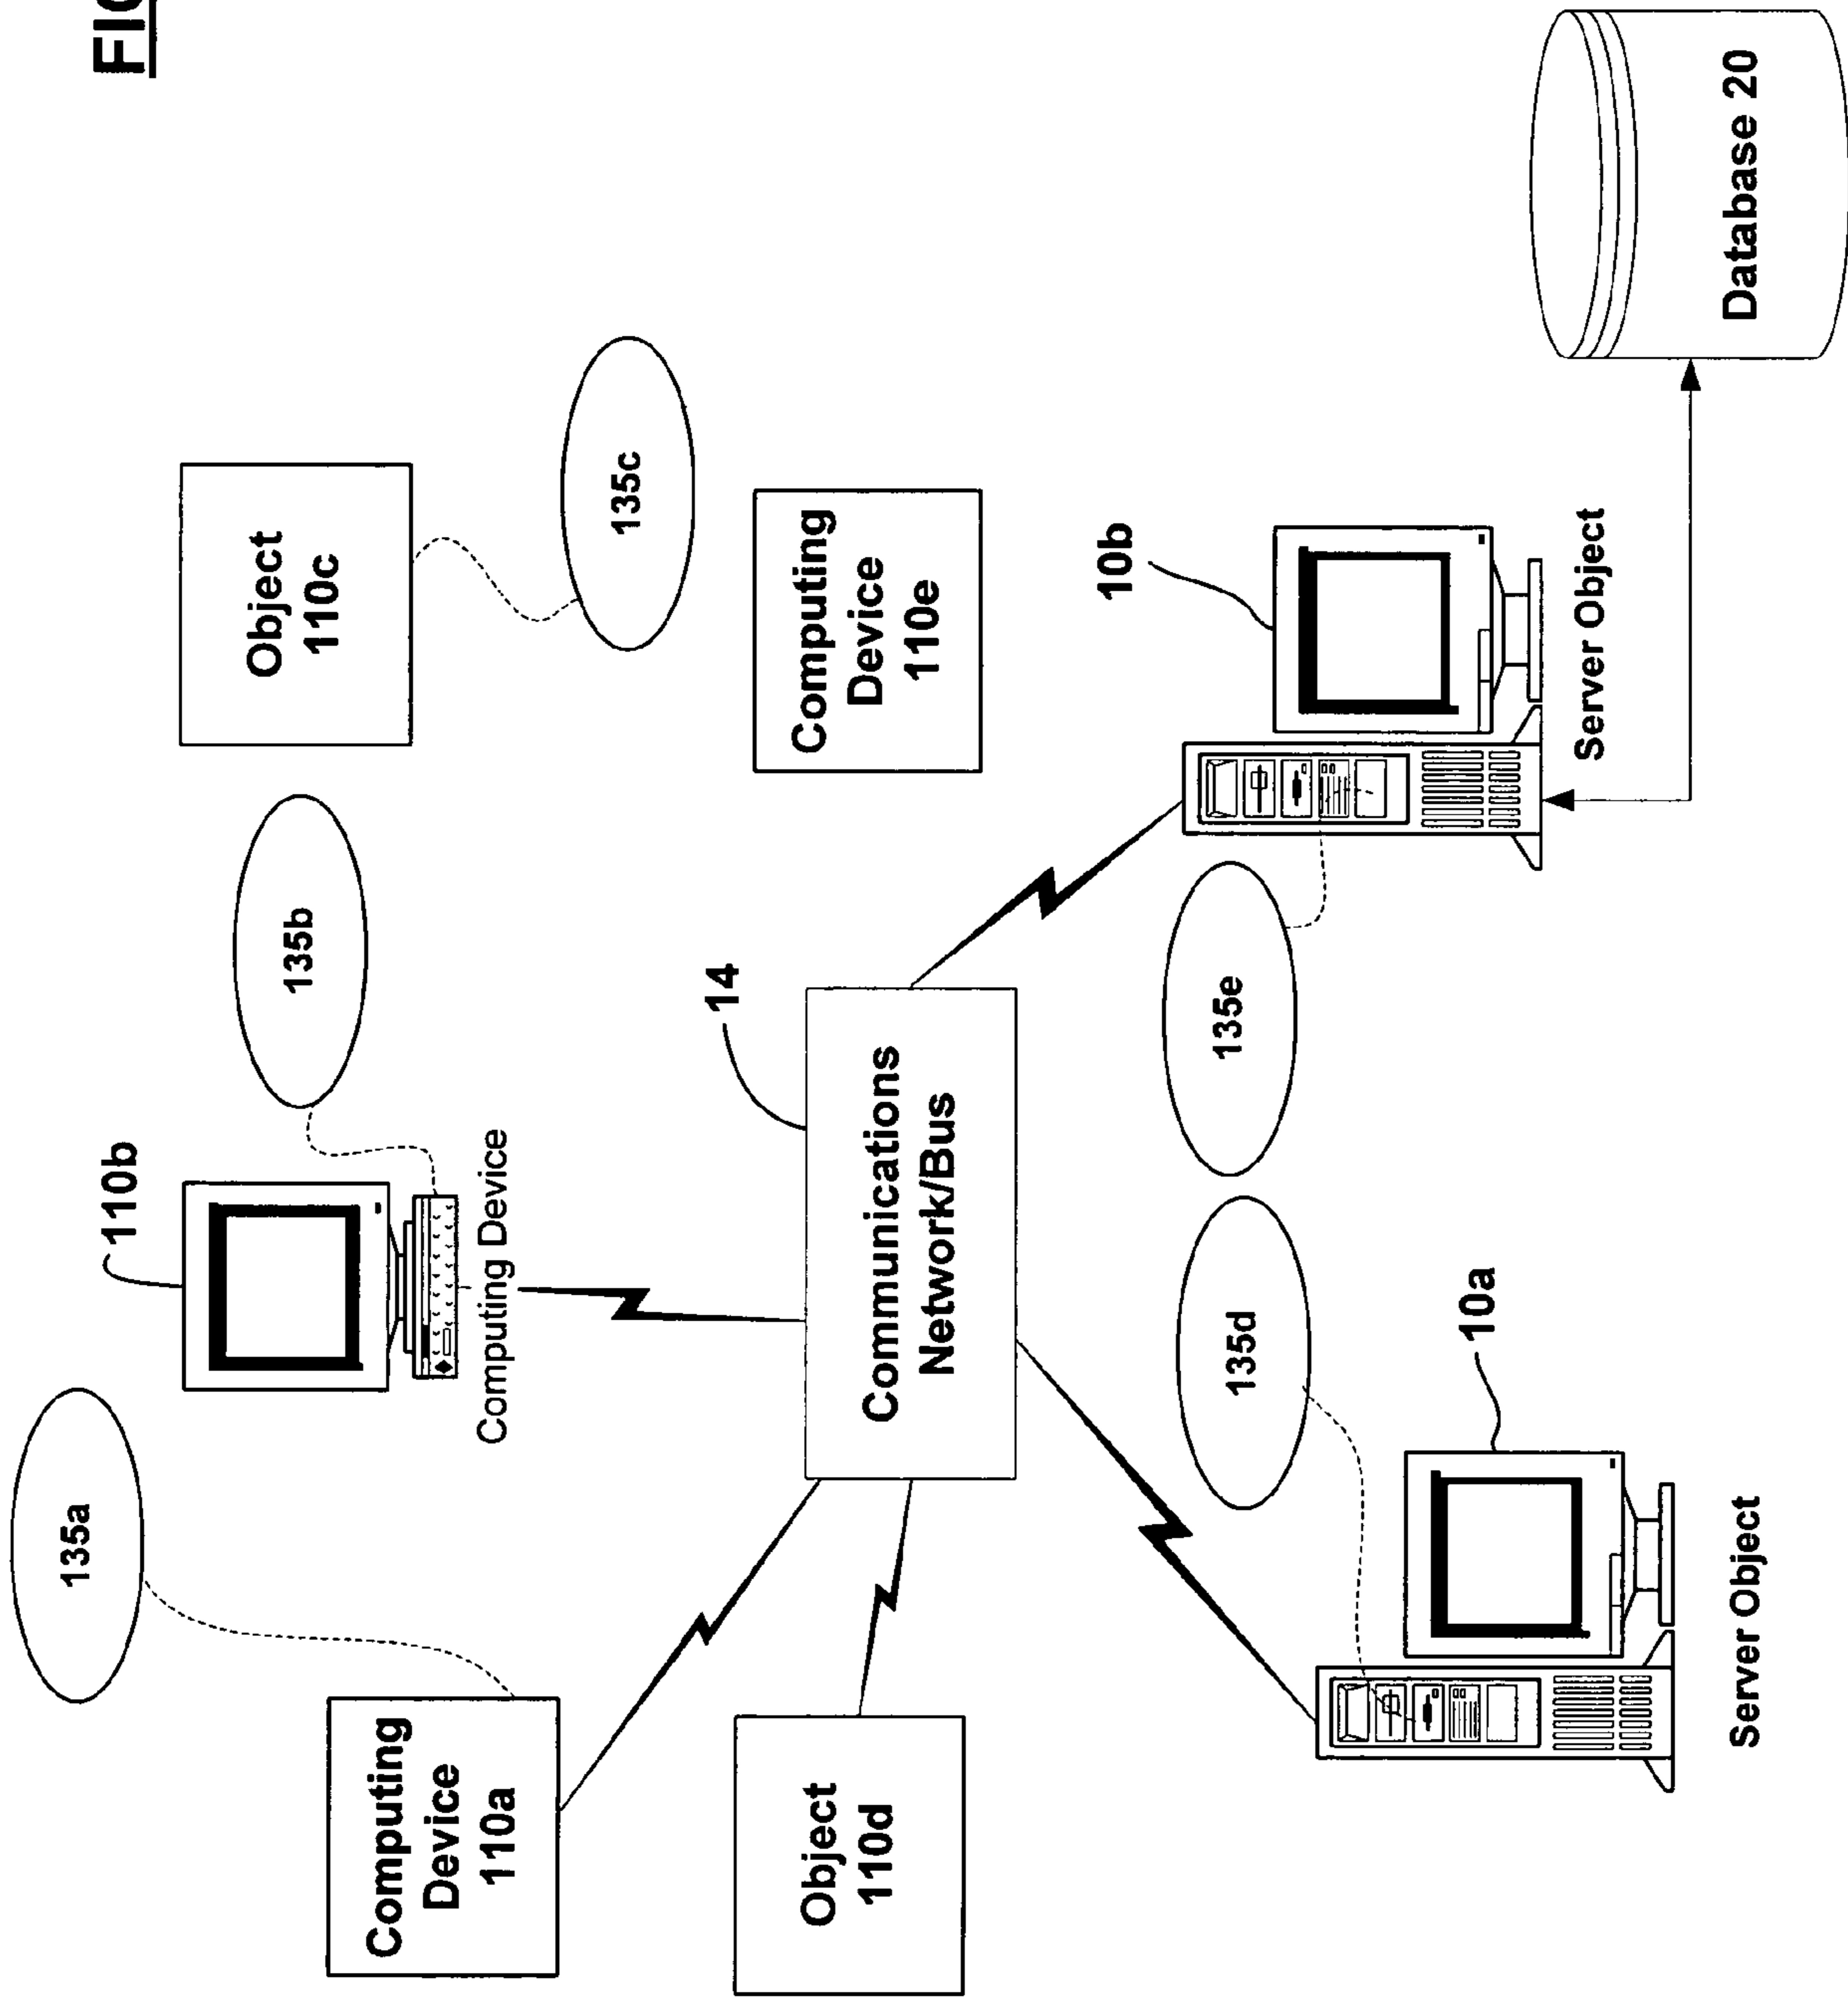 FIG
135a
110b
135b
Computing
Device
110a
Computing Device
Object
110c
135c
Object
110d
14
Communications
Network/Bus
Computing
Device
110e
135d
135e
10b
10a
Server Object
Server Object
Database 20